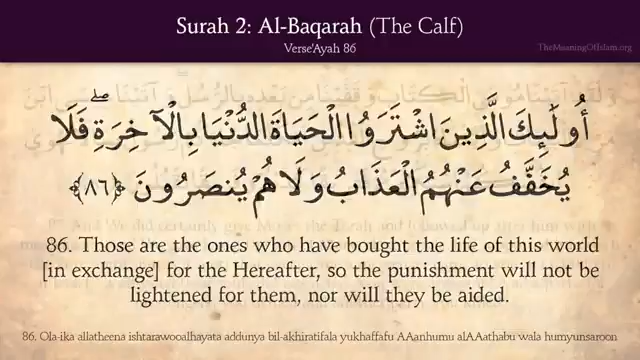 Surah 2: Al-Baqarah (The Calf)
Verse'Ayah 86
TheMeaningOfIslam.org
أُولَٰئِكَ الَّذِينَ اشْتَرَوُا الْحَيَاةَ الدُّنْيَا بِالْآخِرَةِ ۖ فَلَا
يُخَفَّفُ عَنْهُمُ الْعَذَابُ وَلَا هُمْ يُنصَرُونَ ﴿٨٦﴾
86. Those are the ones who have bought the life of this world
[in exchange] for the Hereafter, so the punishment will not be
lightened for them, nor will they be aided.
86. Ola-ika allatheena ishtarawooalhayata addunya bil-akhiratifala yukhaffafu AAanhumu alAAathabu wala humyunsaroon